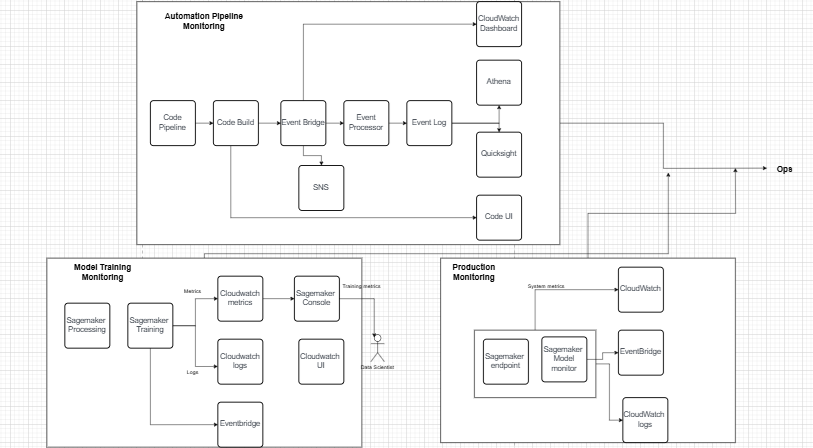 Automation Pipeline
Monitoring
CloudWatch
Dashboard
Athena
Code
Pipeline
Code Build
Event Bridge
Event
Processor
Event Log
Quicksight
SNS
Code UI
Ops
Model Training
Monitoring
Metrics
Cloudwatch
metrics
Sagemaker
Console
Training metrics
Sagemaker
Processing
Sagemaker
Training
Logs
Cloudwatch
logs
Cloudwatch
UI
Data Scientist
Eventbridge
Production
Monitoring
System metrics
CloudWatch
Sagemaker
endpoint
Sagemaker
Model
monitor
EventBridge
CloudWatch
logs